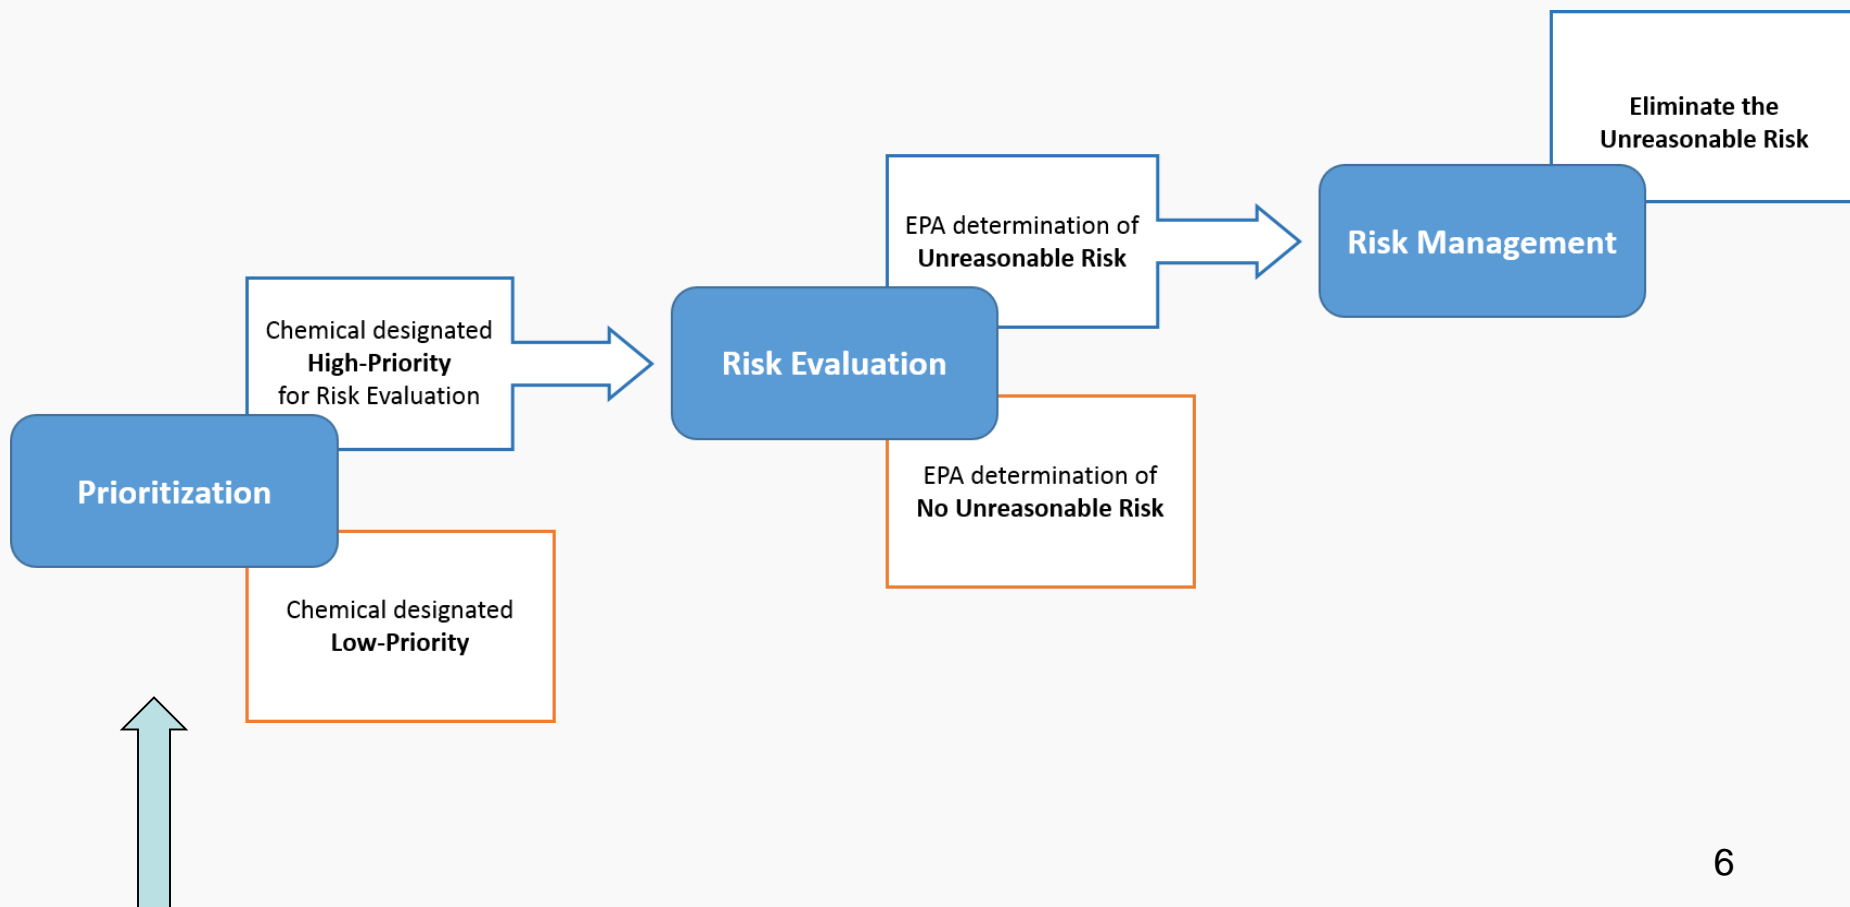 Prioritization
Chemical designated
High-Priority
for Risk Evaluation
Chemical designated
Low-Priority
Risk Evaluation
EPA determination of
Unreasonable Risk
EPA determination of
No Unreasonable Risk
Risk Management
Eliminate the
Unreasonable Risk
6